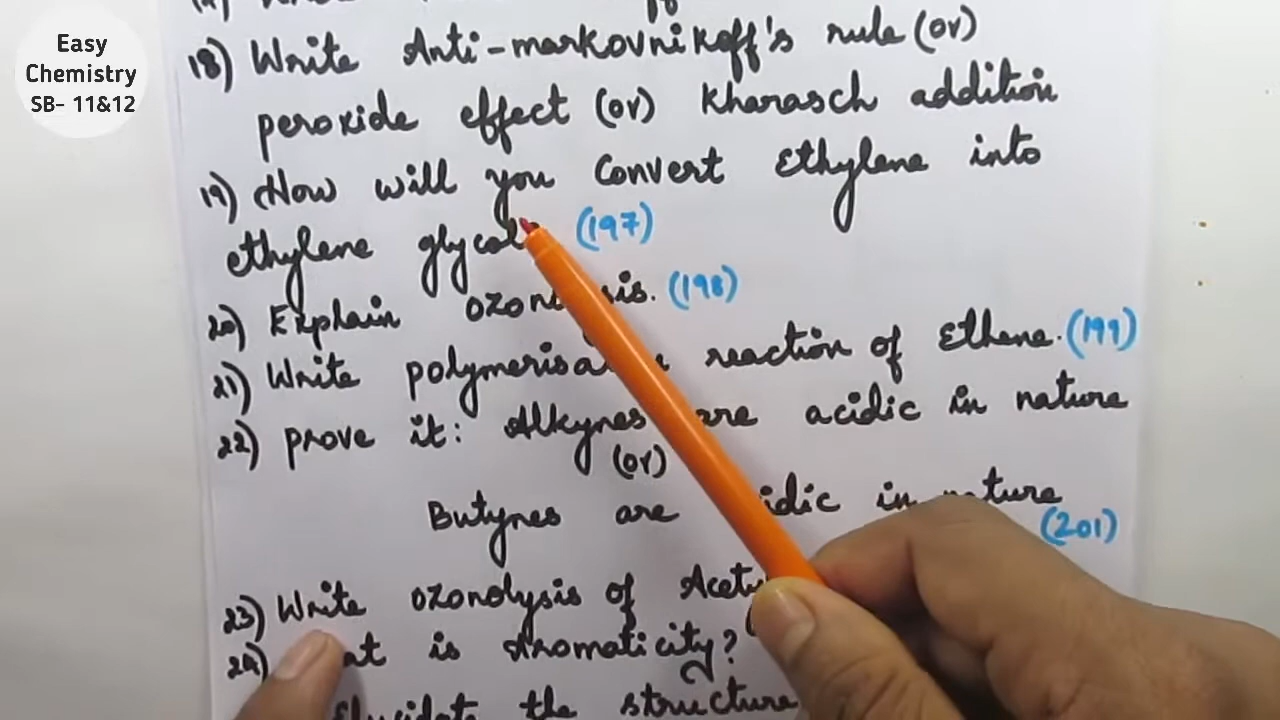 Easy
Chemistry
SB- 11&12
18) Write Anti-markovnikoff's rule (or)
peroxide effect (or) Kharasch addition
19) How will you convert Ethylene into
ethylene glycol (197)
20) Explain (198)
21) Write reaction of Ethene. (199)
22) prove it: Alkynes are acidic in nature
(or)
Butynes are in nature
(201)
23) Write ozonolysis of
24) is Aromaticity?
Elucidate the structure